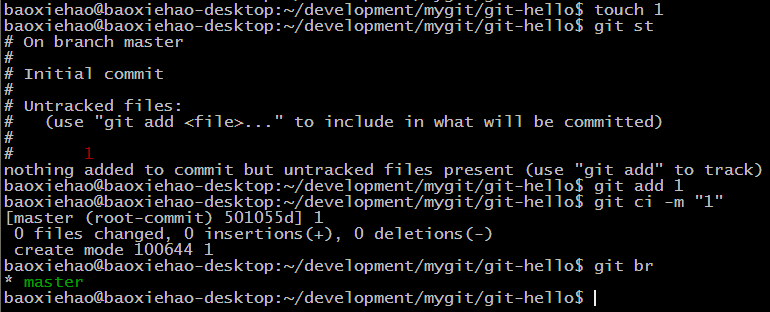 baoxiehao@baoxiehao-desktop:~/development/mygit/git-hello$ touch 1
baoxiehao@baoxiehao-desktop:~/development/mygit/git-hello$ git st
# On branch master
#
# Initial commit
#
# Untracked files:
#   (use "git add <file>..." to include in what will be committed)
#
#       1
nothing added to commit but untracked files present (use "git add" to track)
baoxiehao@baoxiehao-desktop:~/development/mygit/git-hello$ git add 1
baoxiehao@baoxiehao-desktop:~/development/mygit/git-hello$ git ci -m "1"
[master (root-commit) 501055d] 1
 0 files changed, 0 insertions(+), 0 deletions(-)
 create mode 100644 1
baoxiehao@baoxiehao-desktop:~/development/mygit/git-hello$ git br
* master
baoxiehao@baoxiehao-desktop:~/development/mygit/git-hello$